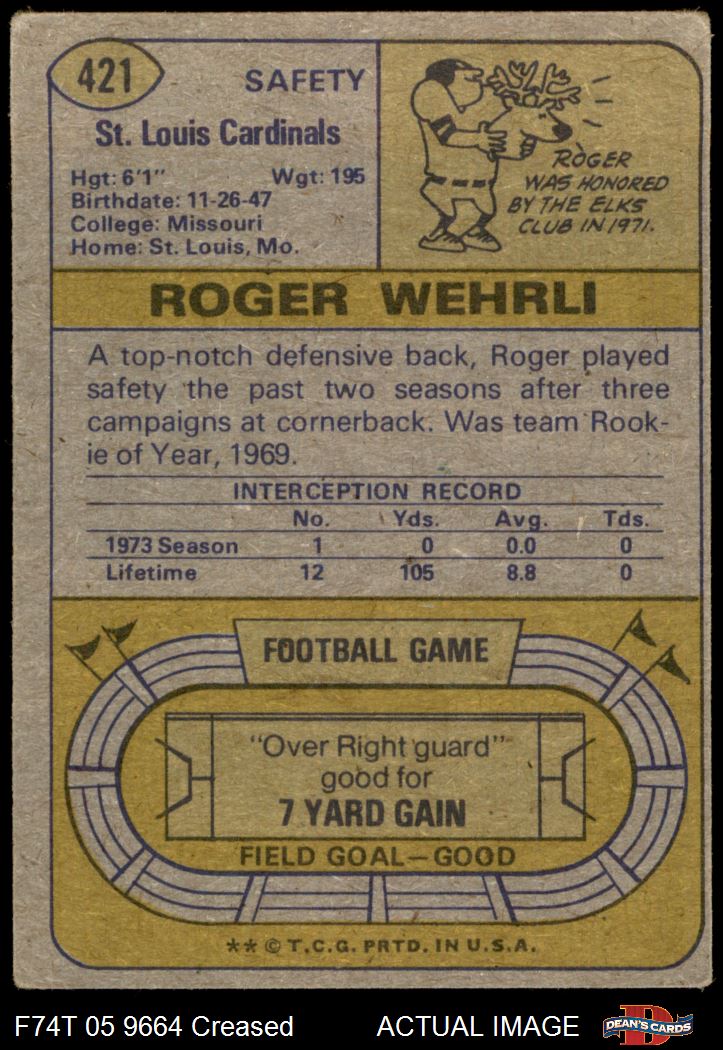 421
SAFETY
St. Louis Cardinals
Hgt: 6'1" Wgt: 195
Birthdate: 11-26-47
College: Missouri
Home: St. Louis, Mo.
ROGER
WAS HONORED
BY THE ELKS
CLUB IN 1971.
ROGER WEHRLI
A top-notch defensive back, Roger played
safety the past two seasons after three
campaigns at cornerback. Was team Rook-
ie of Year, 1969.
INTERCEPTION RECORD
No. Yds. Avg. Tds.
1973 Season 1 0 0.0 0
Lifetime 12 105 8.8 0
FOOTBALL GAME
"Over Right guard"
good for
7 YARD GAIN
FIELD GOAL—GOOD
** © T.C.G. PRTD. IN U.S.A.
F74T 05 9664 Creased ACTUAL IMAGE
D
DEAN'S CARDS